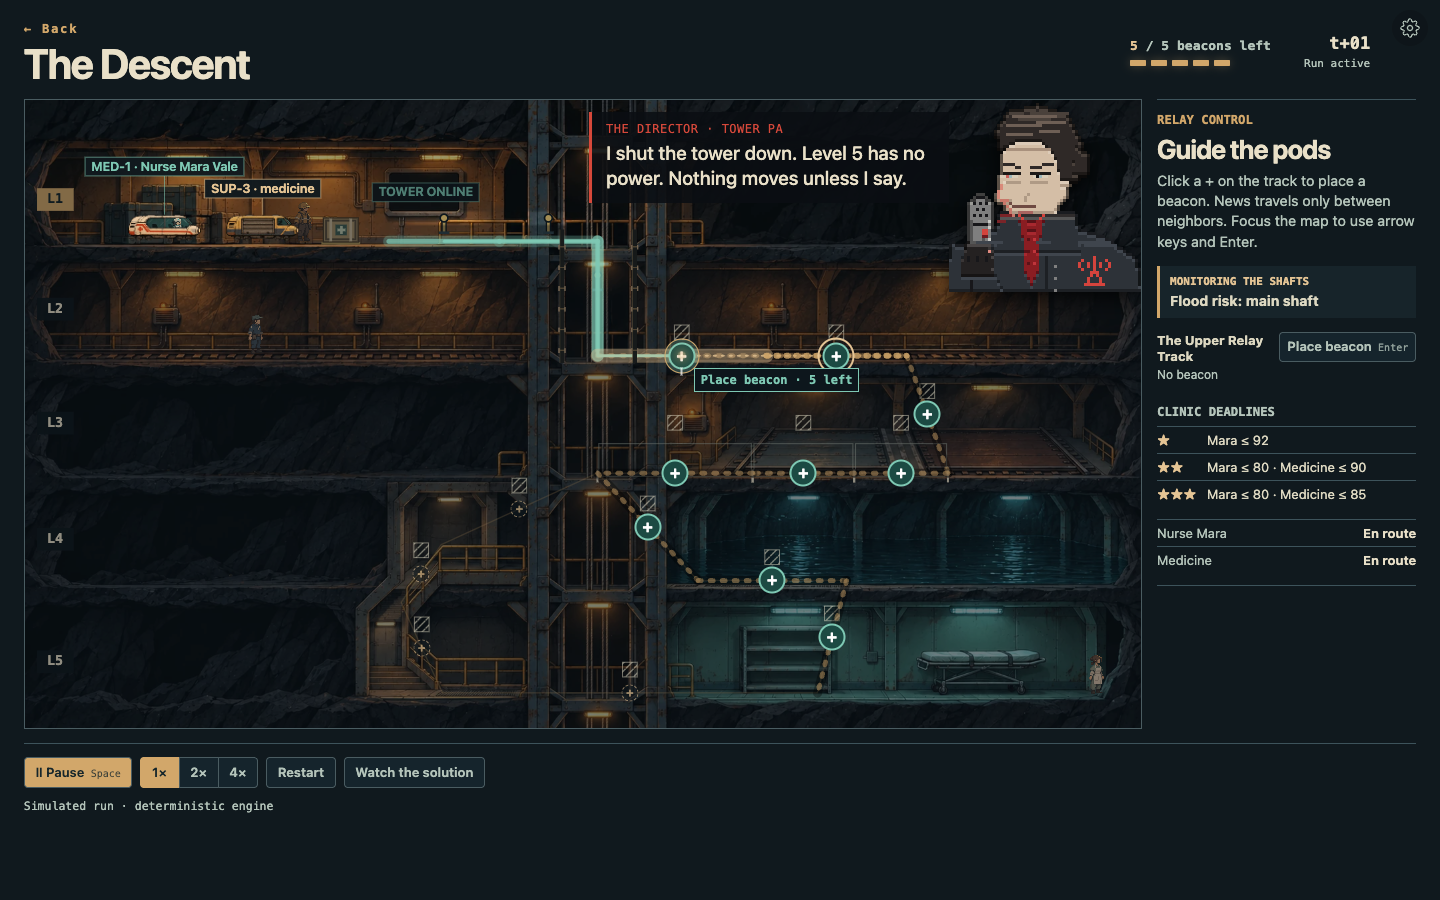 ← Back
The Descent
5 / 5 beacons left
t+01
Run active
THE DIRECTOR · TOWER PA
I shut the tower down. Level 5 has no
power. Nothing moves unless I say.
MED-1 · Nurse Mara Vale
SUP-3 · medicine
TOWER ONLINE
L1
L2
Place beacon · 5 left
L3
L4
L5
RELAY CONTROL
Guide the pods
Click a + on the track to place a
beacon. News travels only between
neighbors. Focus the map to use arrow
keys and Enter.
MONITORING THE SHAFTS
Flood risk: main shaft
The Upper Relay
Track
No beacon
Place beacon Enter
CLINIC DEADLINES
★ Mara ≤ 92
★★ Mara ≤ 80 · Medicine ≤ 90
★★★ Mara ≤ 80 · Medicine ≤ 85
Nurse Mara En route
Medicine En route
II Pause Space
1×
2×
4×
Restart
Watch the solution
Simulated run · deterministic engine